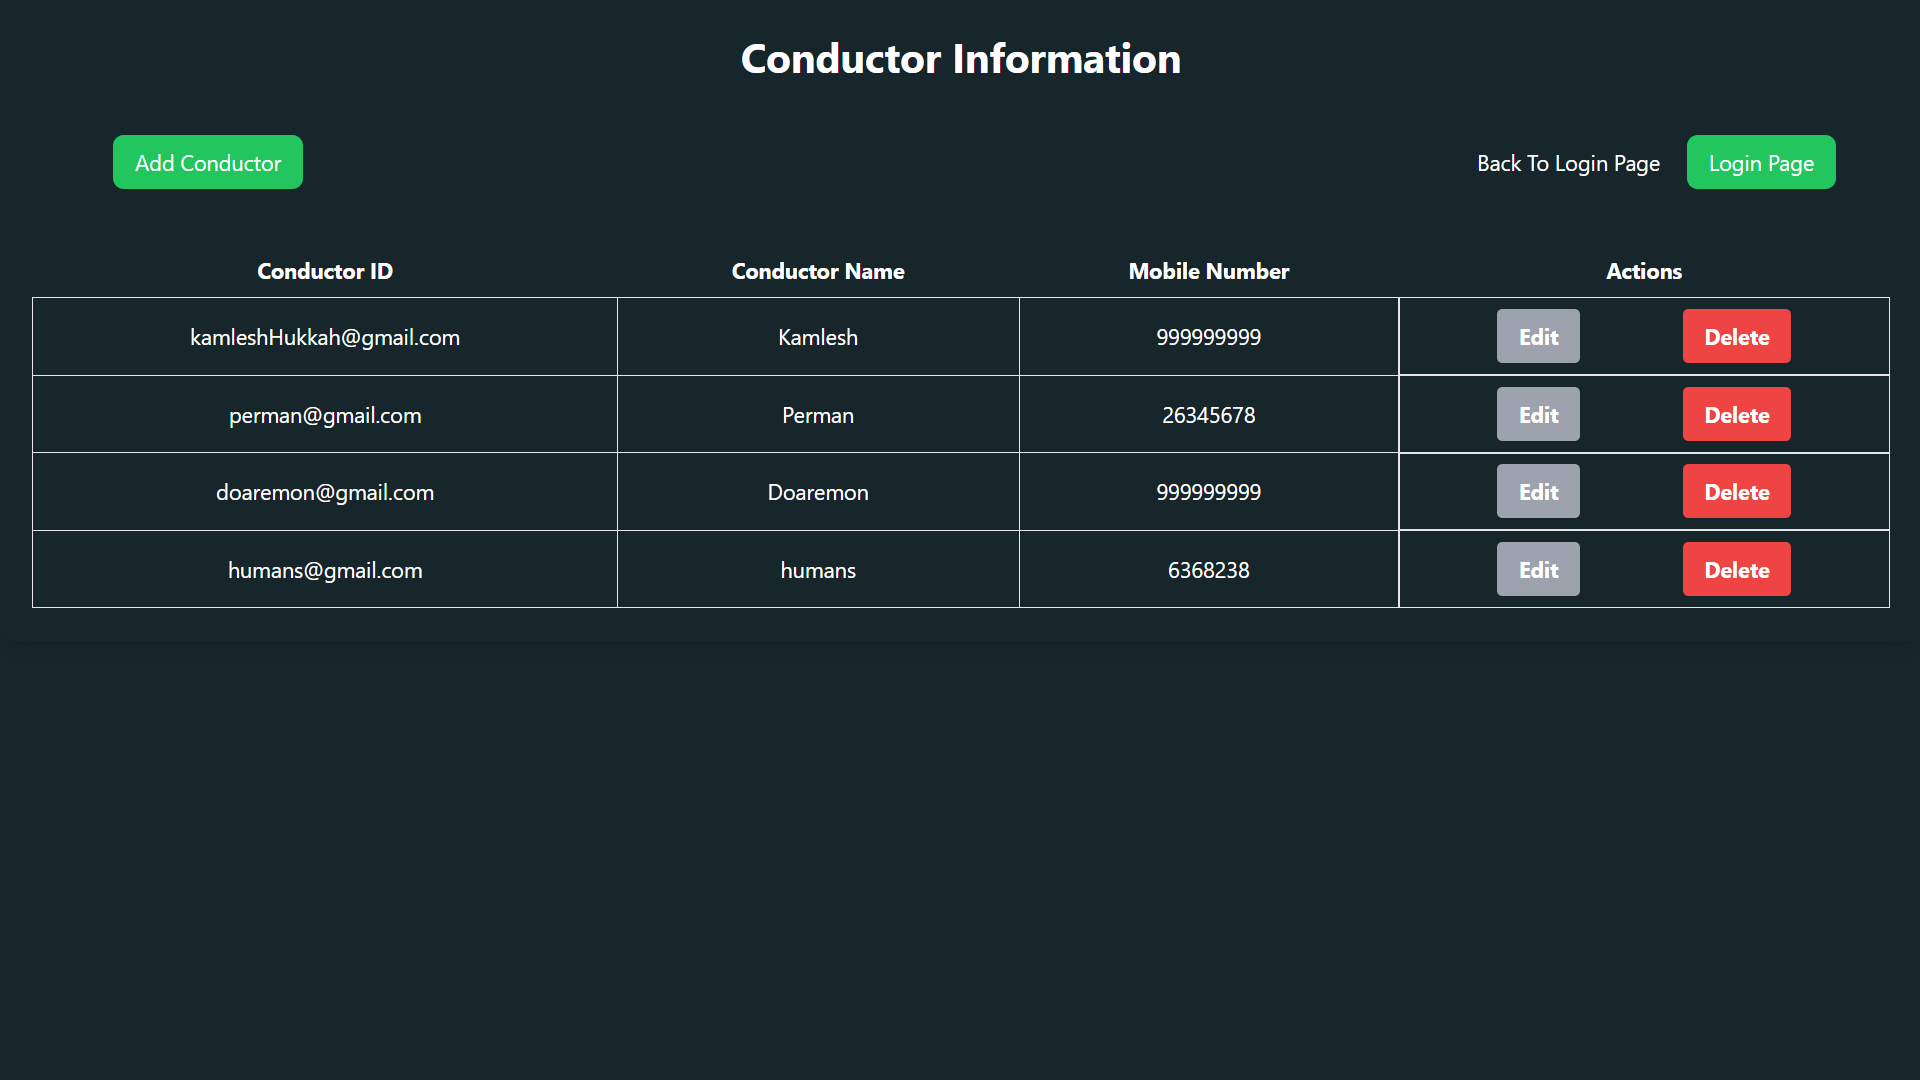 Conductor Information
Add Conductor Back To Login Page Login Page
Conductor ID Conductor Name Mobile Number Actions
kamleshHukkah@gmail.com Kamlesh 999999999 Edit Delete
perman@gmail.com Perman 26345678 Edit Delete
doaremon@gmail.com Doaremon 999999999 Edit Delete
humans@gmail.com humans 6368238 Edit Delete